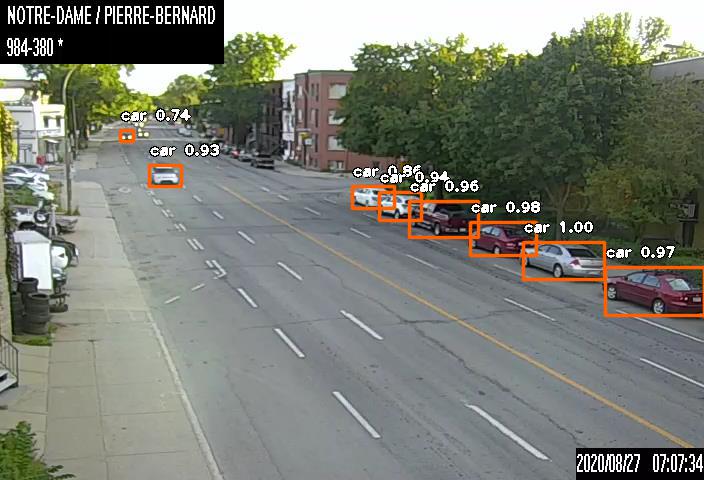 NOTRE-DAME / PIERRE-BERNARD
984-380 *
car 0.74
car 0.93
car 0.86
car 0.94
car 0.96
car 0.98
car 1.00
car 0.97
2020/08/27 07:07:34